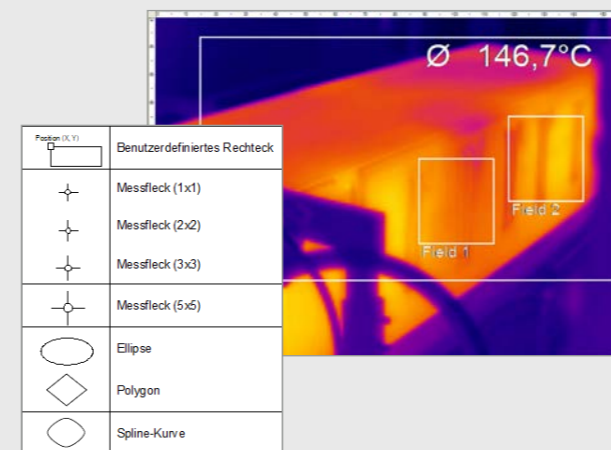 Ø 146,7°C
Field 2
Field 1
Position (X,Y)
Benutzerdefiniertes Rechteck
Messfleck (1x1)
Messfleck (2x2)
Messfleck (3x3)
Messfleck (5x5)
Ellipse
Polygon
Spline-Kurve